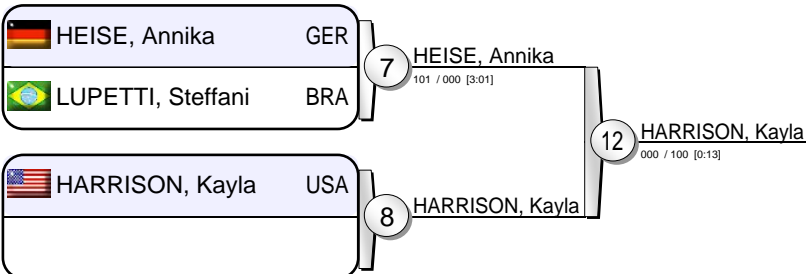 HEISE, Annika GER
LUPETTI, Steffani BRA
7
HEISE, Annika
101 / 000 [3:01]
HARRISON, Kayla USA
8
HARRISON, Kayla
12
HARRISON, Kayla
000 / 100 [0:13]